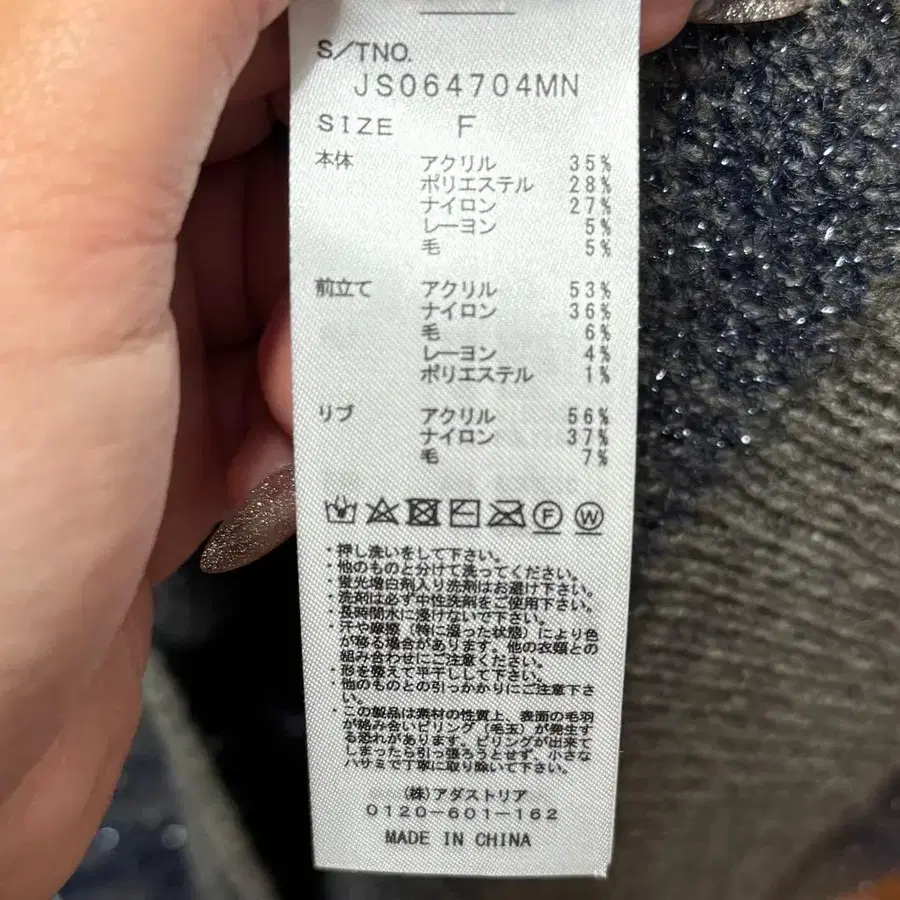 S/TNO.
JS064704MN
SIZE F
本体 アクリル 35%
ポリエステル 28%
ナイロン 27%
レーヨン 5%
毛 5%
前立て アクリル 53%
ナイロン 36%
毛 6%
レーヨン 4%
ポリエステル 1%
リブ アクリル 56%
ナイロン 37%
毛 7%
F W
・押し洗いをして下さい。
・他のものと分けて洗ってください。
・蛍光増白剤入り洗剤はお避け下さい。
・洗剤は必ず中性洗剤をご使用下さい。
・長時間水に浸けないで下さい。
・汗や摩擦（特に湿った状態）により色
が移る場合があります。他の衣類との
組み合わせにご注意ください。
・形を整えて平干しして下さい。
・他のものとの引っかかりにご注意下さ
い。
・この製品は素材の性質上、表面の毛羽
が絡み合いピリング（毛玉）が発生す
る恐れがあります。ピリングが出来て
しまったら引っ張ろうとせず、小さな
ハサミで丁寧に取り除いて下さい。
(株)アダストリア
0120-601-162
MADE IN CHINA